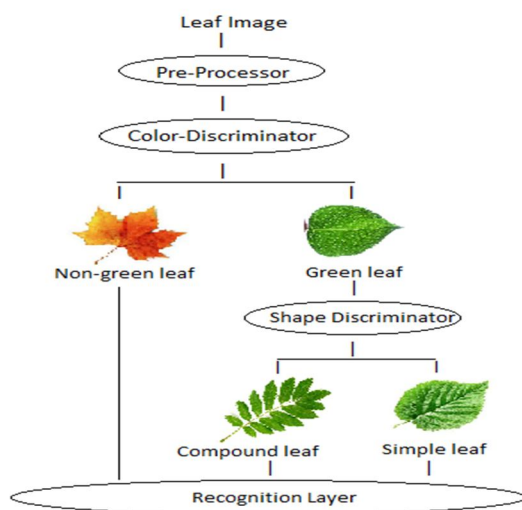 Leaf Image
Pre-Processor
Color-Discriminator
Non-green leaf
Green leaf
Shape Discriminator
Compound leaf
Simple leaf
Recognition Layer